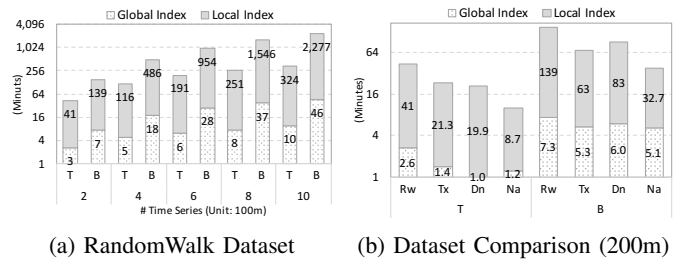 Global Index Local Index
4,096
1,024
256
64
16
4
1
(Minuts)
41 139 116 486 191 954 251 1,546 324 2,277
3 7 5 18 6 28 8 37 10 46
T B T B T B T B T B
2 4 6 8 10
# Time Series (Unit: 100m)
(a) RandomWalk Dataset
Global Index Local Index
64
16
4
1
(Minutes)
41 21.3 19.9 8.7 139 63 83 32.7
2.6 1.4 1.0 1.2 7.3 5.3 6.0 5.1
Rw Tx Dn Na Rw Tx Dn Na
T B
(b) Dataset Comparison (200m)